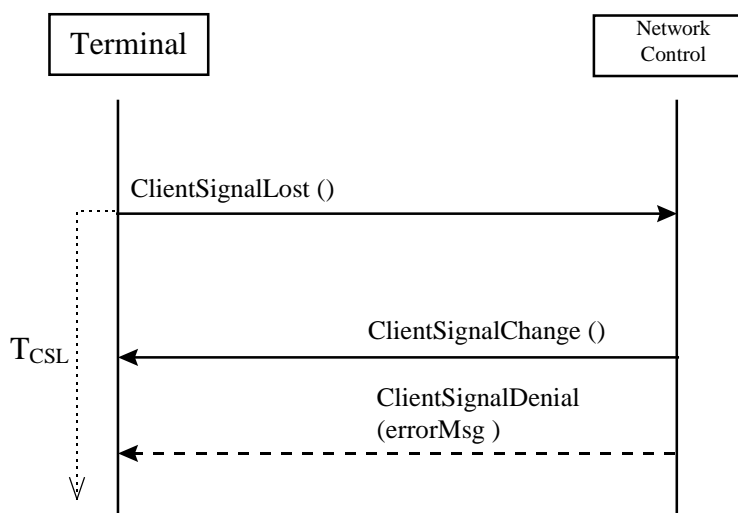 Terminal
Network
Control
ClientSignalLost ()
ClientSignalChange ()
TCSL
ClientSignalDenial
(errorMsg )